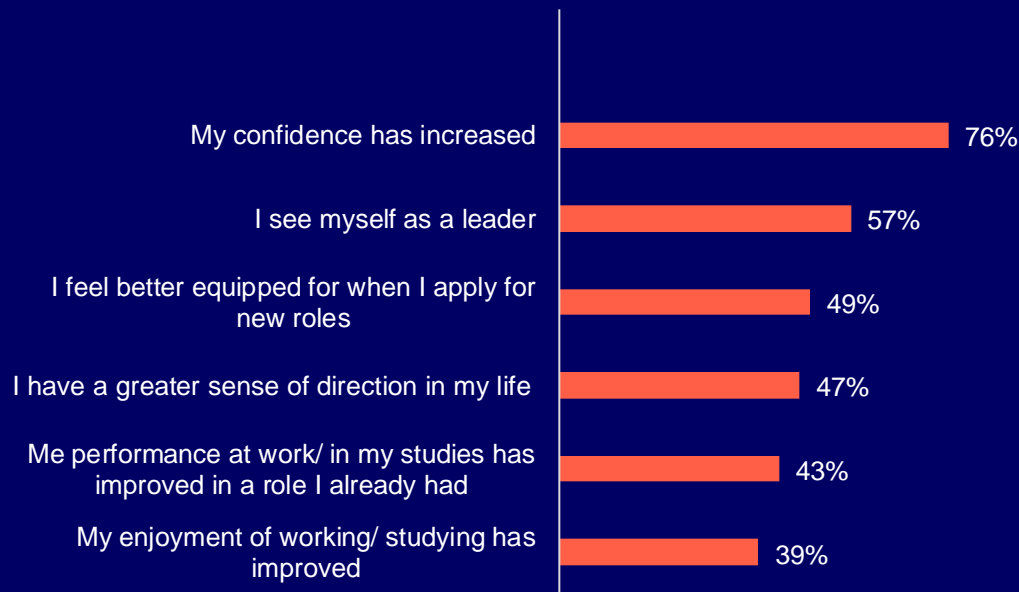 My confidence has increased 76%
I see myself as a leader 57%
I feel better equipped for when I apply for
new roles 49%
I have a greater sense of direction in my life 47%
Me performance at work/ in my studies has
improved in a role I already had 43%
My enjoyment of working/ studying has
improved 39%